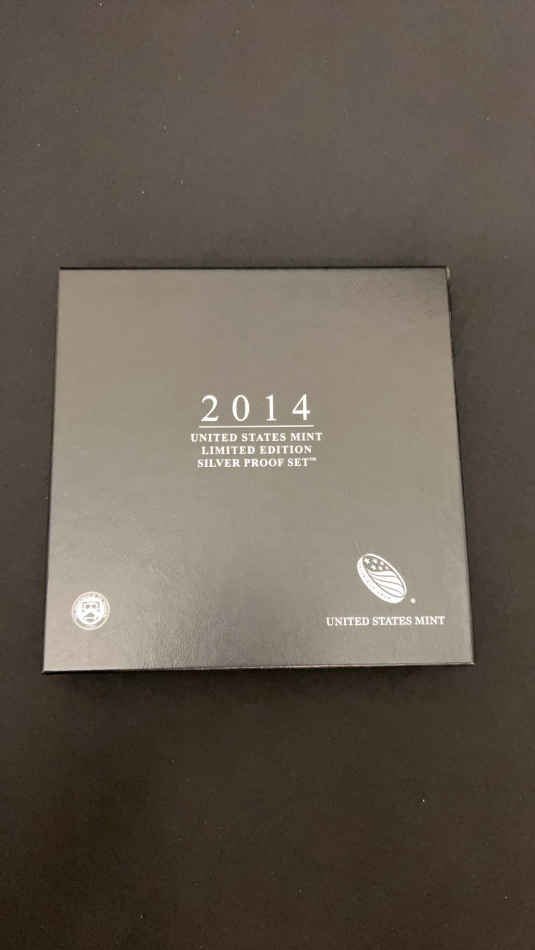 2014
UNITED STATES MINT
LIMITED EDITION
SILVER PROOF SET™
®
UNITED STATES MINT